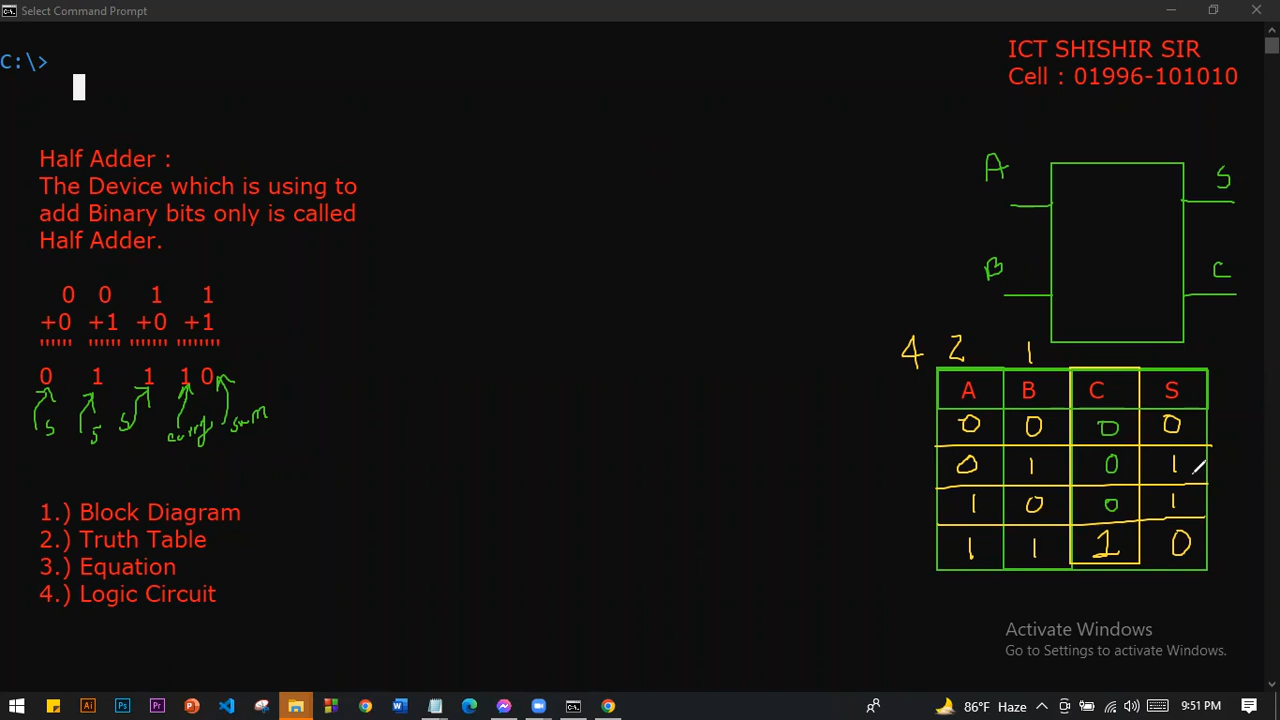 Select Command Prompt
C:\>
ICT SHISHIR SIR
Cell : 01996-101010
Half Adder :
The Device which is using to
add Binary bits only is called
Half Adder.
0 0 1 1
+0 +1 +0 +1
'''''' '''''' ''''''' ''''''''
0 1 1 1 0
S S S carry sum
1.) Block Diagram
2.) Truth Table
3.) Equation
4.) Logic Circuit
A S
B C
4 2 1
A B C S
0 0 0 0
0 1 0 1
1 0 0 1
1 1 1 0
Activate Windows
Go to Settings to activate Windows.
Ai Ps Pr
86°F Haze 9:51 PM